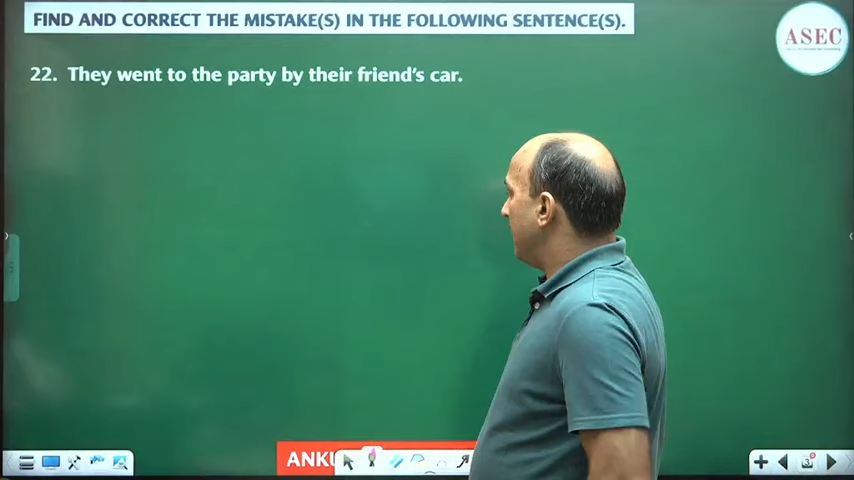 FIND AND CORRECT THE MISTAKE(S) IN THE FOLLOWING SENTENCE(S).
ASEC
22. They went to the party by their friend's car.